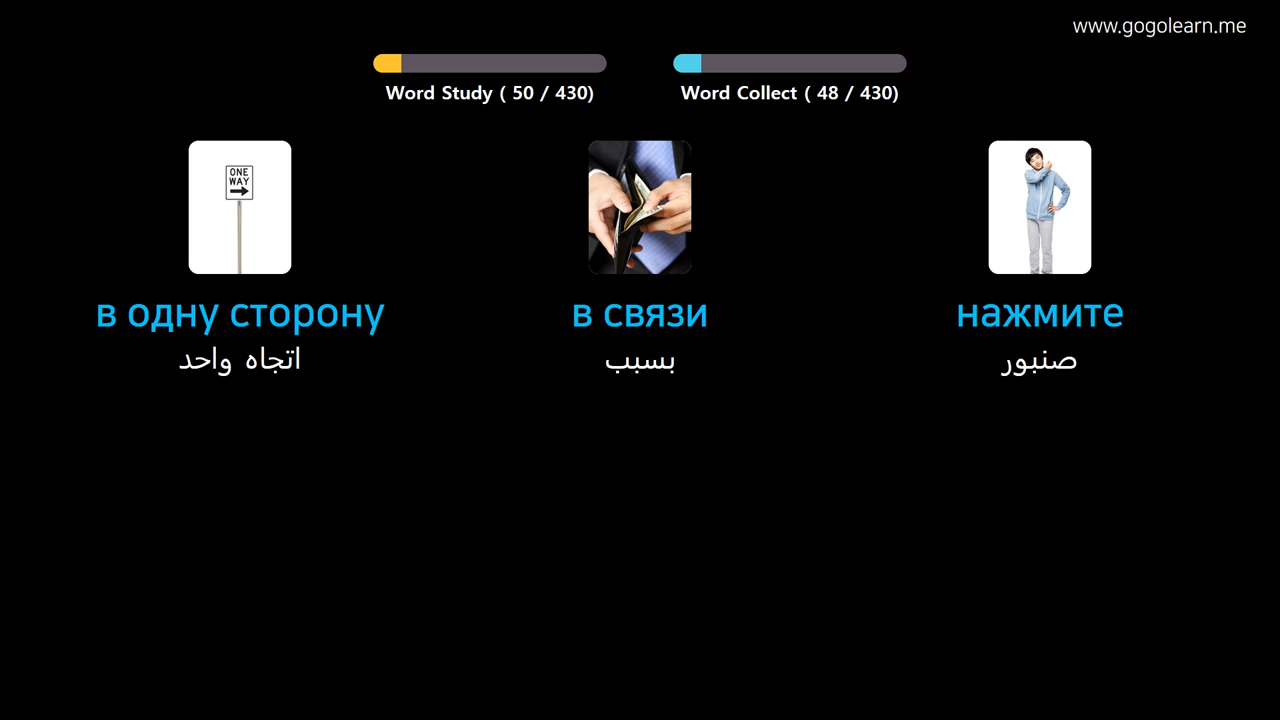 www.gogolearn.me
Word Study ( 50 / 430)
Word Collect ( 48 / 430)
ONE
WAY
в одну сторону
اتجاه واحد
в связи
بسبب
нажмите
صنبور